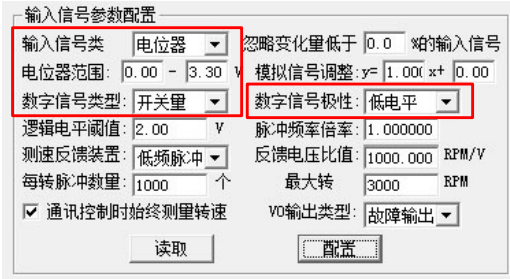 输入信号参数配置
输入信号类 电位器 忽略变化量低于 0.0 %的输入信号
电位器范围: 0.00 - 3.30 V 模拟信号调整: y= 1.00 x+ 0.00
数字信号类型: 开关量 数字信号极性: 低电平
逻辑电平阈值: 2.00 V 脉冲频率倍率: 1.000000
测速反馈装置: 低频脉冲 反馈电压比值: 1000.000 RPM/V
每转脉冲数量: 1000 个 最大转 3000 RPM
通讯控制时始终测量转速 VO输出类型: 故障输出
读取 配置